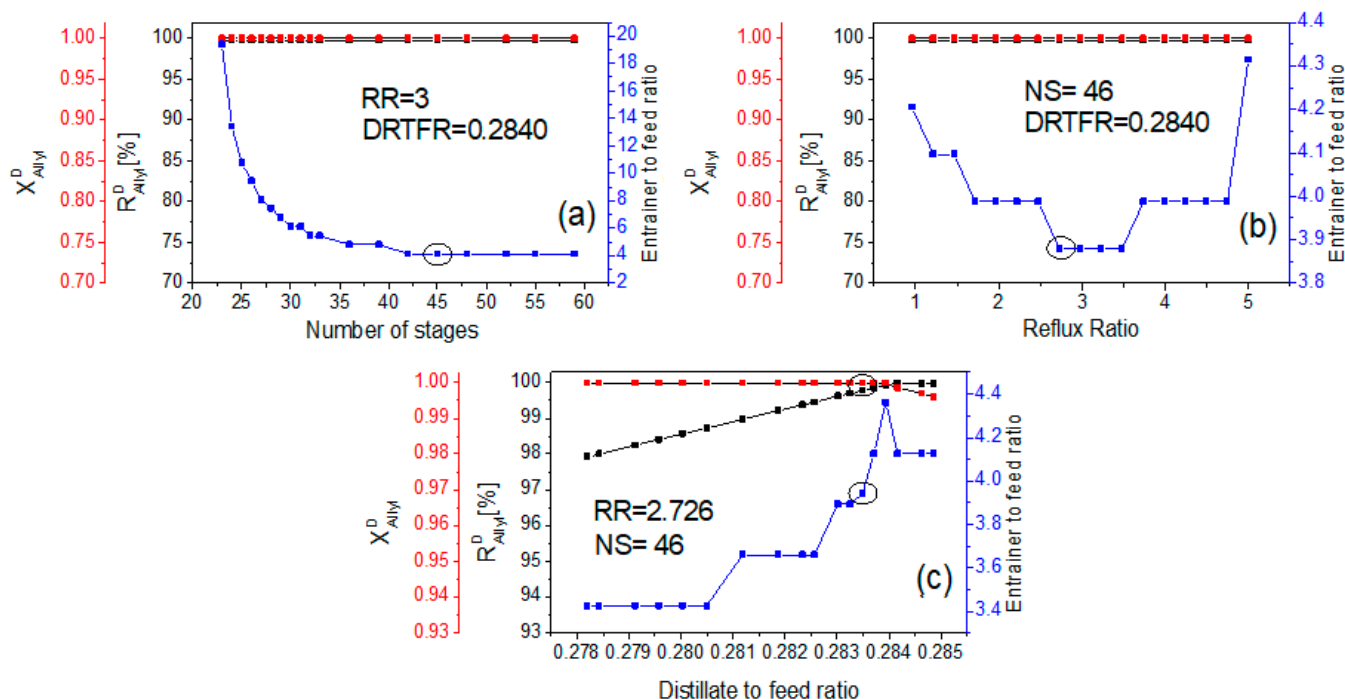 X^D_Allyl
1.00
0.95
0.90
0.85
0.80
0.75
0.70
R^D_Allyl[%]
100
95
90
85
80
75
70
RR=3
DRTFR=0.2840
(a)
20
18
16
14
12
10
8
6
4
2
Entrainer to feed ratio
20 25 30 35 40 45 50 55 60
Number of stages
X^D_Allyl
1.00
0.95
0.90
0.85
0.80
0.75
0.70
R^D_Allyl[%]
100
95
90
85
80
75
70
NS= 46
DRTFR=0.2840
(b)
4.4
4.3
4.2
4.1
4.0
3.9
3.8
Entrainer to feed ratio
1 2 3 4 5
Reflux Ratio
X^D_Allyl
1.00
0.99
0.98
0.97
0.96
0.95
0.94
0.93
R^D_Allyl[%]
100
99
98
97
96
95
94
93
RR=2.726
NS= 46
(c)
4.4
4.2
4.0
3.8
3.6
3.4
Entrainer to feed ratio
0.278 0.279 0.280 0.281 0.282 0.283 0.284 0.285
Distillate to feed ratio